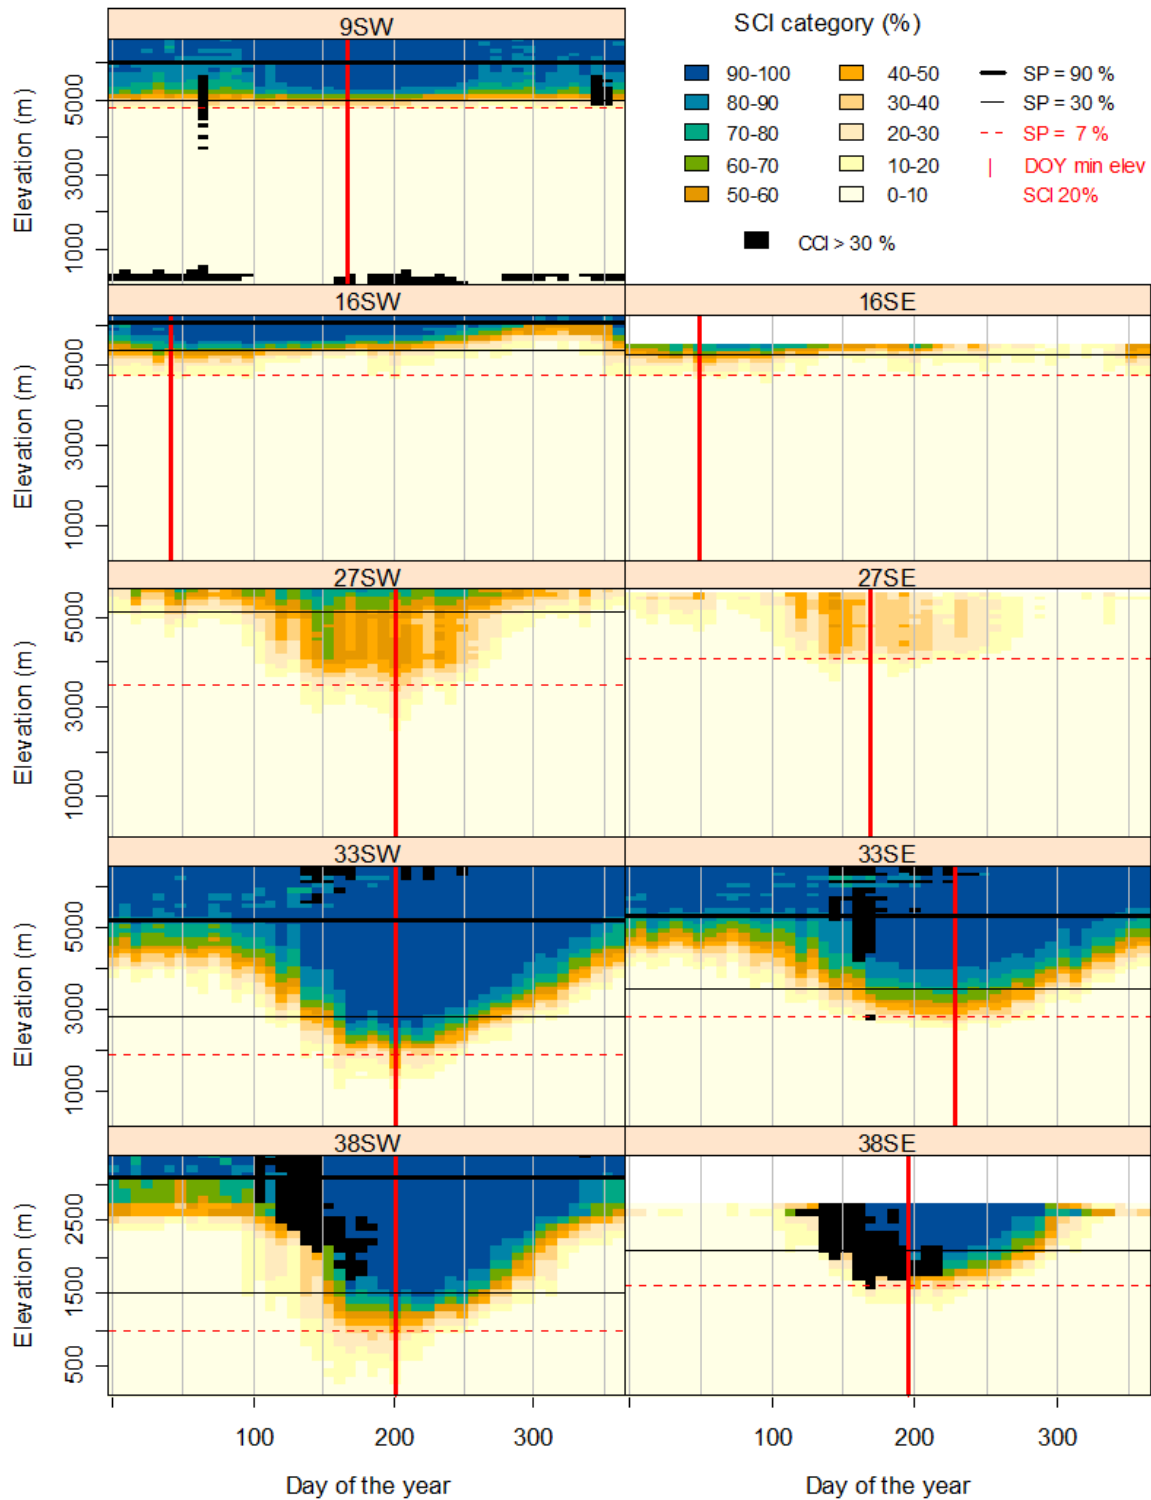 9SW
SCI category (%)
90-100
80-90
70-80
60-70
50-60
40-50
30-40
20-30
10-20
0-10
SP = 90 %
SP = 30 %
SP = 7 %
DOY min elev
SCI 20%
CCI > 30 %
Elevation (m)
5000
3000
1000
16SW
16SE
Elevation (m)
5000
3000
1000
27SW
27SE
Elevation (m)
5000
3000
1000
33SW
33SE
Elevation (m)
5000
3000
1000
38SW
38SE
Elevation (m)
2500
1500
500
100
200
300
100
200
300
Day of the year
Day of the year